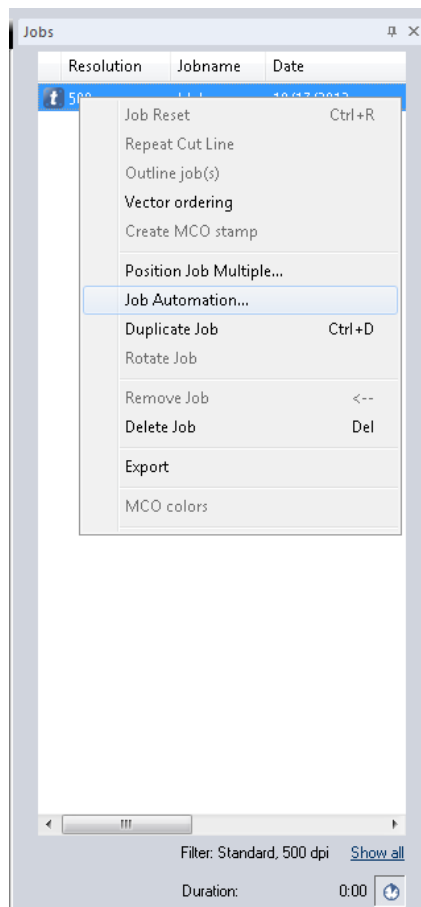 Jobs
Resolution Jobname Date
t 500
Job Reset Ctrl+R
Repeat Cut Line
Outline job(s)
Vector ordering
Create MCO stamp
Position Job Multiple...
Job Automation...
Duplicate Job Ctrl+D
Rotate Job
Remove Job <--
Delete Job Del
Export
MCO colors
Filter: Standard, 500 dpi Show all
Duration: 0:00